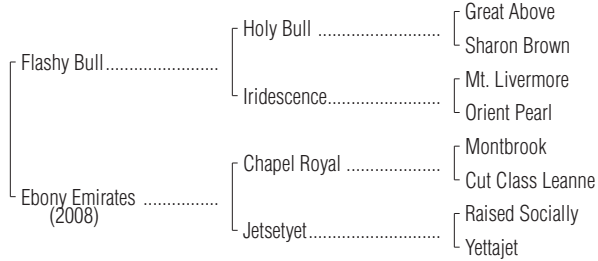 Great Above
Holy Bull ......................................
Sharon Brown
Flashy Bull........................
Mt. Livermore
Iridescence...................................
Orient Pearl
Montbrook
Chapel Royal .............................
Cut Class Leanne
Ebony Emirates ................
(2008)
Raised Socially
Jetsetyet.........................................
Yettajet